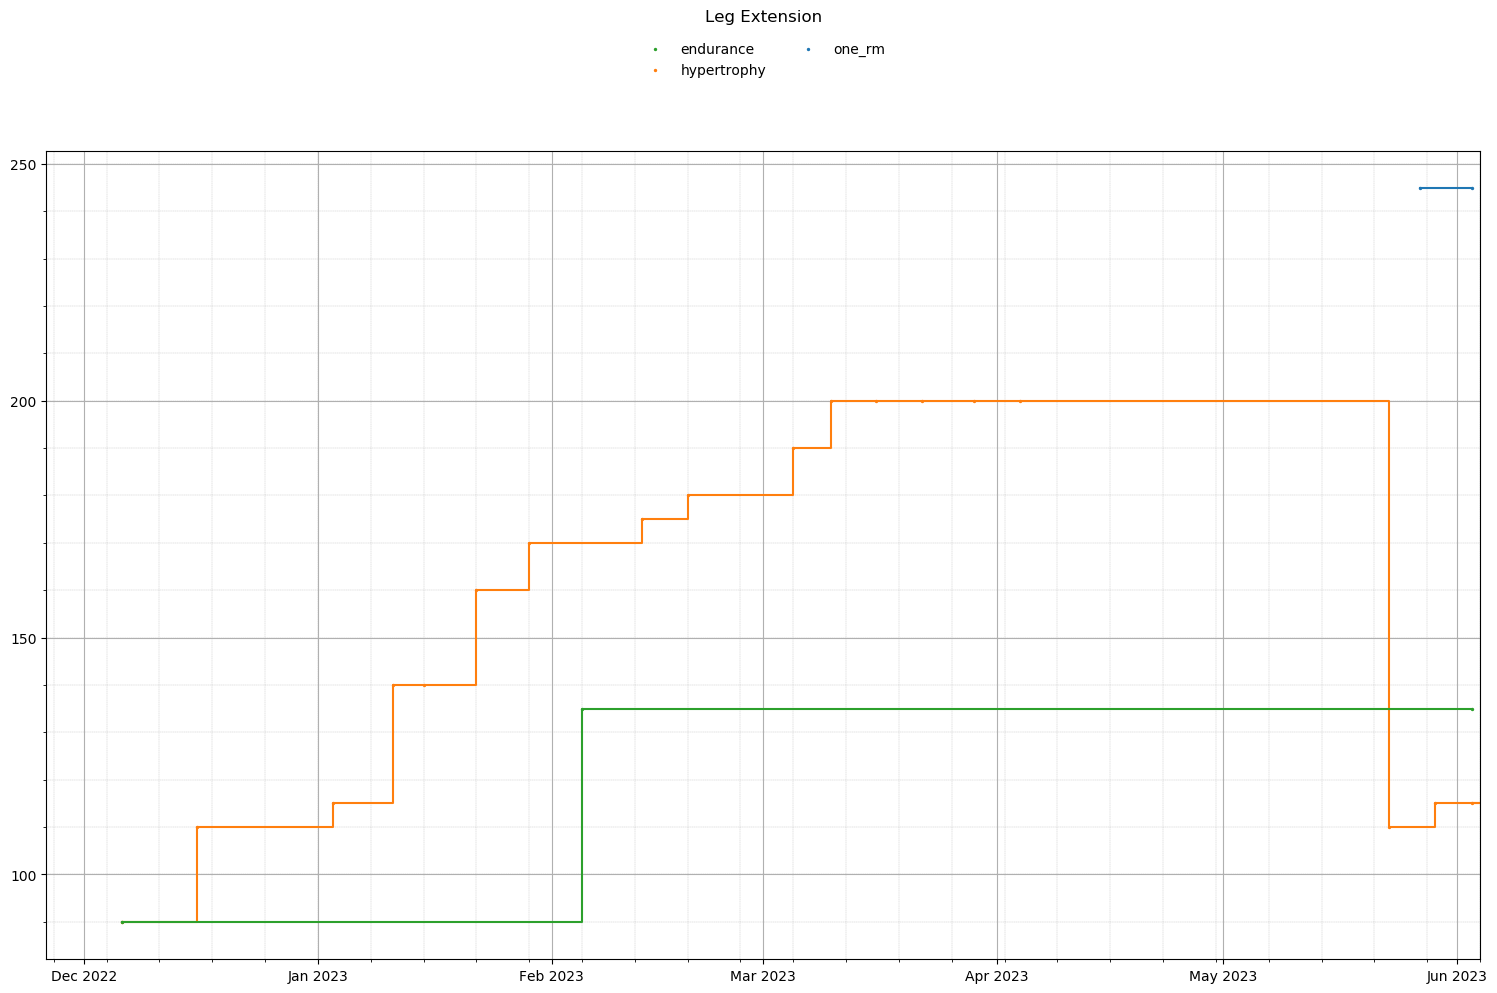 Leg Extension
endurance
hypertrophy
one_rm
250
200
150
100
Dec 2022
Jan 2023
Feb 2023
Mar 2023
Apr 2023
May 2023
Jun 2023